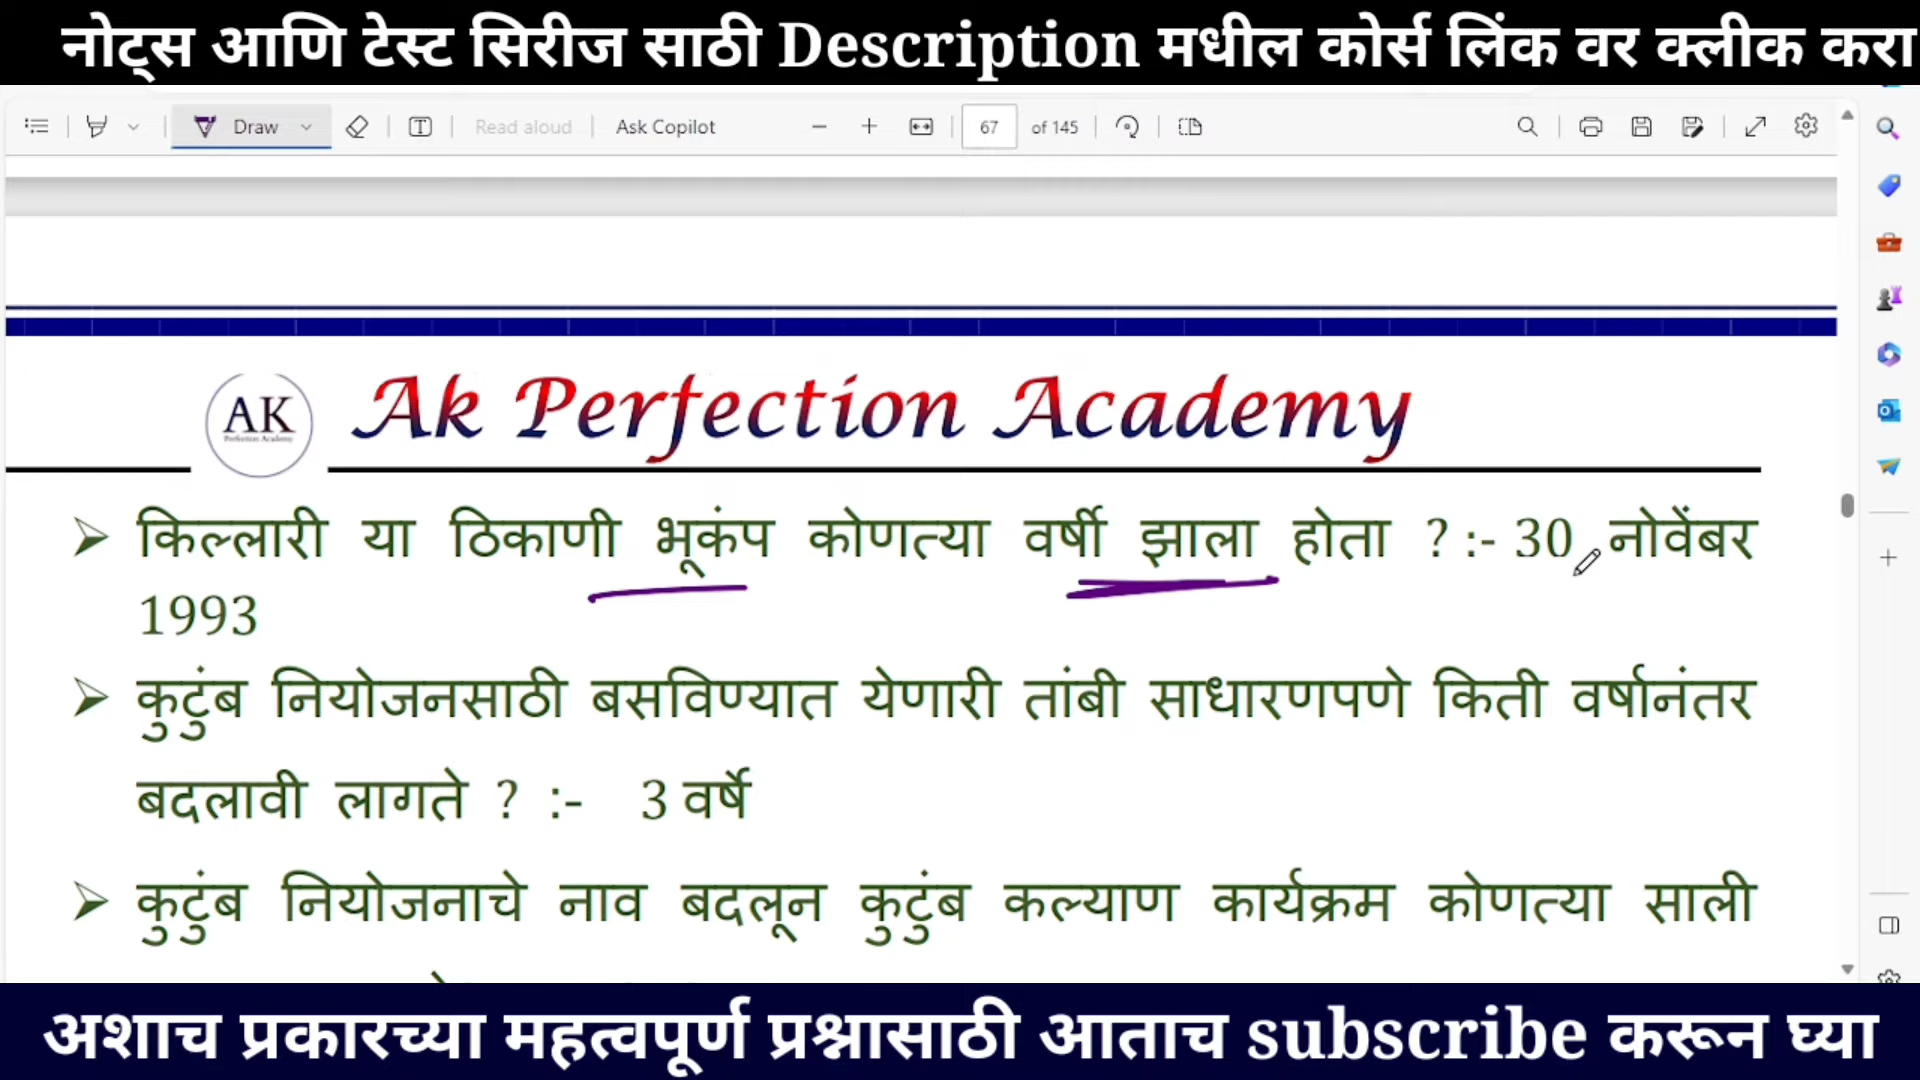 नोट्स आणि टेस्ट सिरीज साठी Description मधील कोर्स लिंक वर क्लीक करा
Draw
Read aloud
Ask Copilot
67 of 145
AK
Perfection Academy
Ak Perfection Academy
➢ किल्लारी या ठिकाणी भूकंप कोणत्या वर्षी झाला होता ? :- 30 नोवेंबर
1993
➢ कुटुंब नियोजनसाठी बसविण्यात येणारी तांबी साधारणपणे किती वर्षानंतर
बदलावी लागते ? :- 3 वर्षे
➢ कुटुंब नियोजनाचे नाव बदलून कुटुंब कल्याण कार्यक्रम कोणत्या साली
अशाच प्रकारच्या महत्वपूर्ण प्रश्नासाठी आताच subscribe करून घ्या